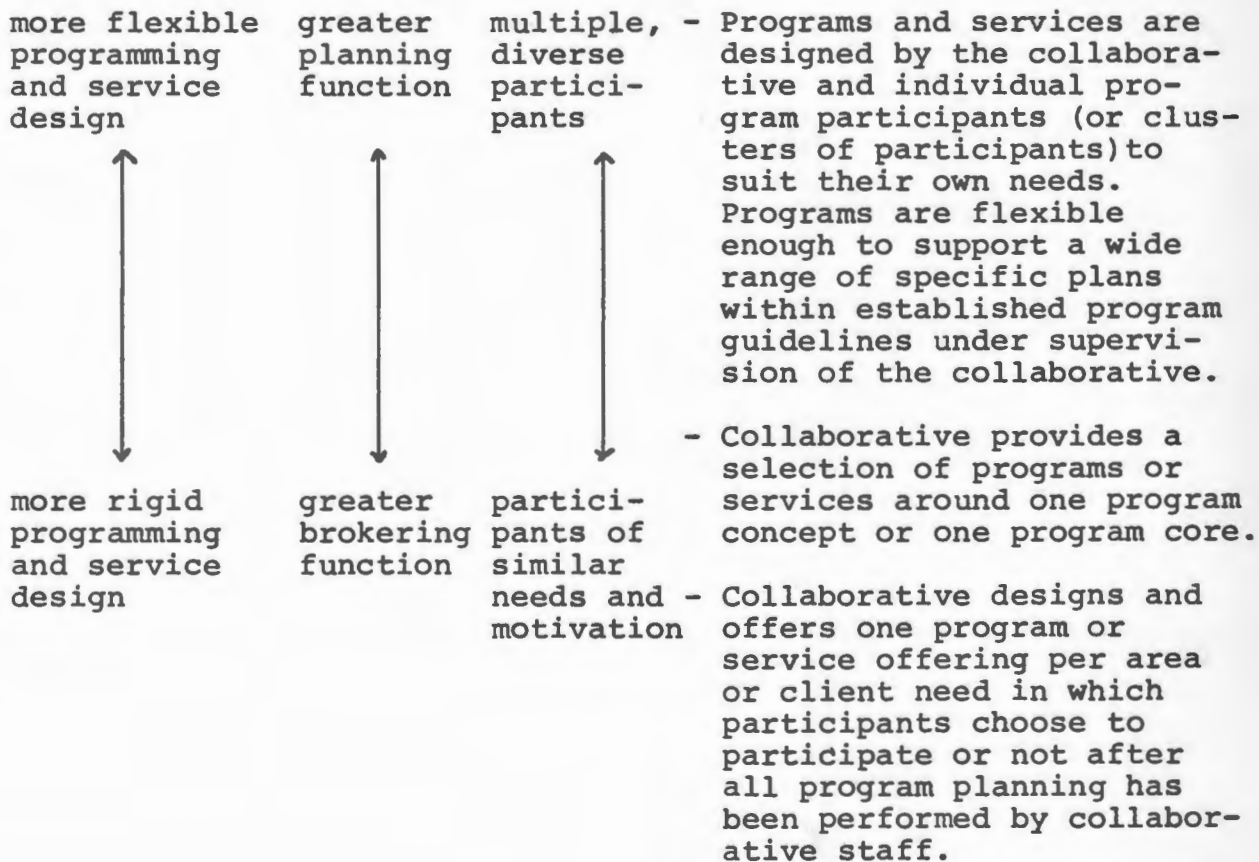 more flexible
programming
and service
design
greater
planning
function
multiple,
diverse
partici-
pants
- Programs and services are
designed by the collabora-
tive and individual pro-
gram participants (or clus-
ters of participants)to
suit their own needs.
Programs are flexible
enough to support a wide
range of specific plans
within established program
guidelines under supervi-
sion of the collaborative.
- Collaborative provides a
selection of programs or
services around one program
concept or one program core.
more rigid
programming
and service
design
greater
brokering
function
partici-
pants of
similar
needs and
motivation
- Collaborative designs and
offers one program or
service offering per area
or client need in which
participants choose to
participate or not after
all program planning has
been performed by collabor-
ative staff.